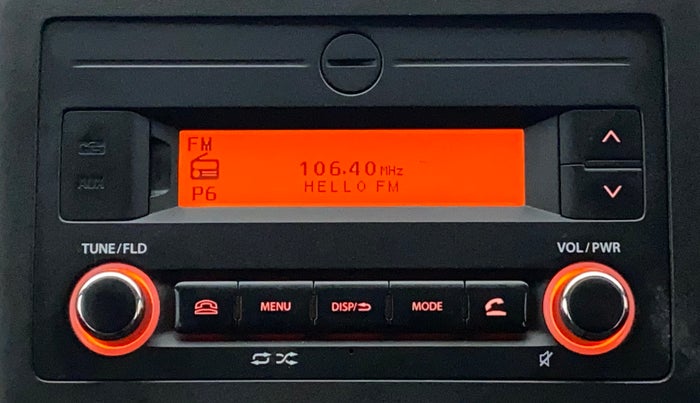 FM
106.40 MHz
HELLO FM
P6
AUX
TUNE/FLD
VOL/PWR
MENU
DISP/
MODE